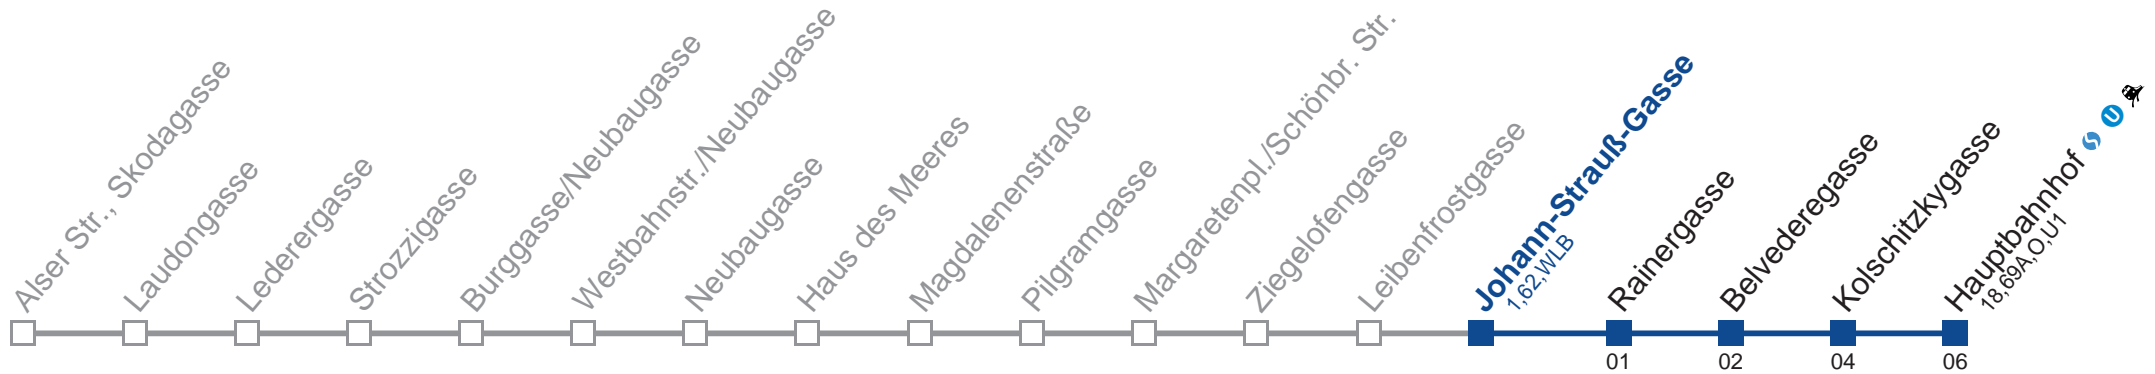 Alser Str., Skodagasse
Laudongasse
Lederergasse
Strozzigasse
Burggasse/Neubaugasse
Westbahnstr./Neubaugasse
Neubaugasse
Haus des Meeres
Magdalenenstraße
Pilgramgasse
Margaretenpl./Schönbr. Str.
Ziegelofengasse
Leibenfrostgasse
Johann-Strauß-Gasse
1,62,WLB
Rainergasse
Belvederegasse
Kolschitzkygasse
Hauptbahnhof S U
18,69A,O,U1
01
02
04
06